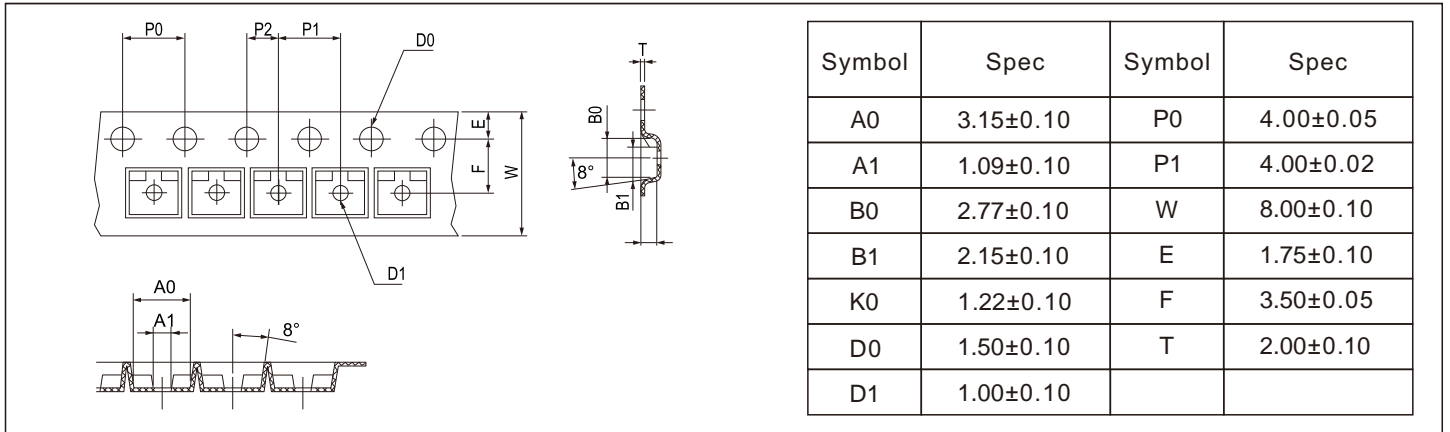 P0 P2 P1 D0
E
F
W
D1
A0
A1
8°
T
B0
8°
B1
Symbol Spec Symbol Spec
A0 3.15±0.10 P0 4.00±0.05
A1 1.09±0.10 P1 4.00±0.02
B0 2.77±0.10 W 8.00±0.10
B1 2.15±0.10 E 1.75±0.10
K0 1.22±0.10 F 3.50±0.05
D0 1.50±0.10 T 2.00±0.10
D1 1.00±0.10